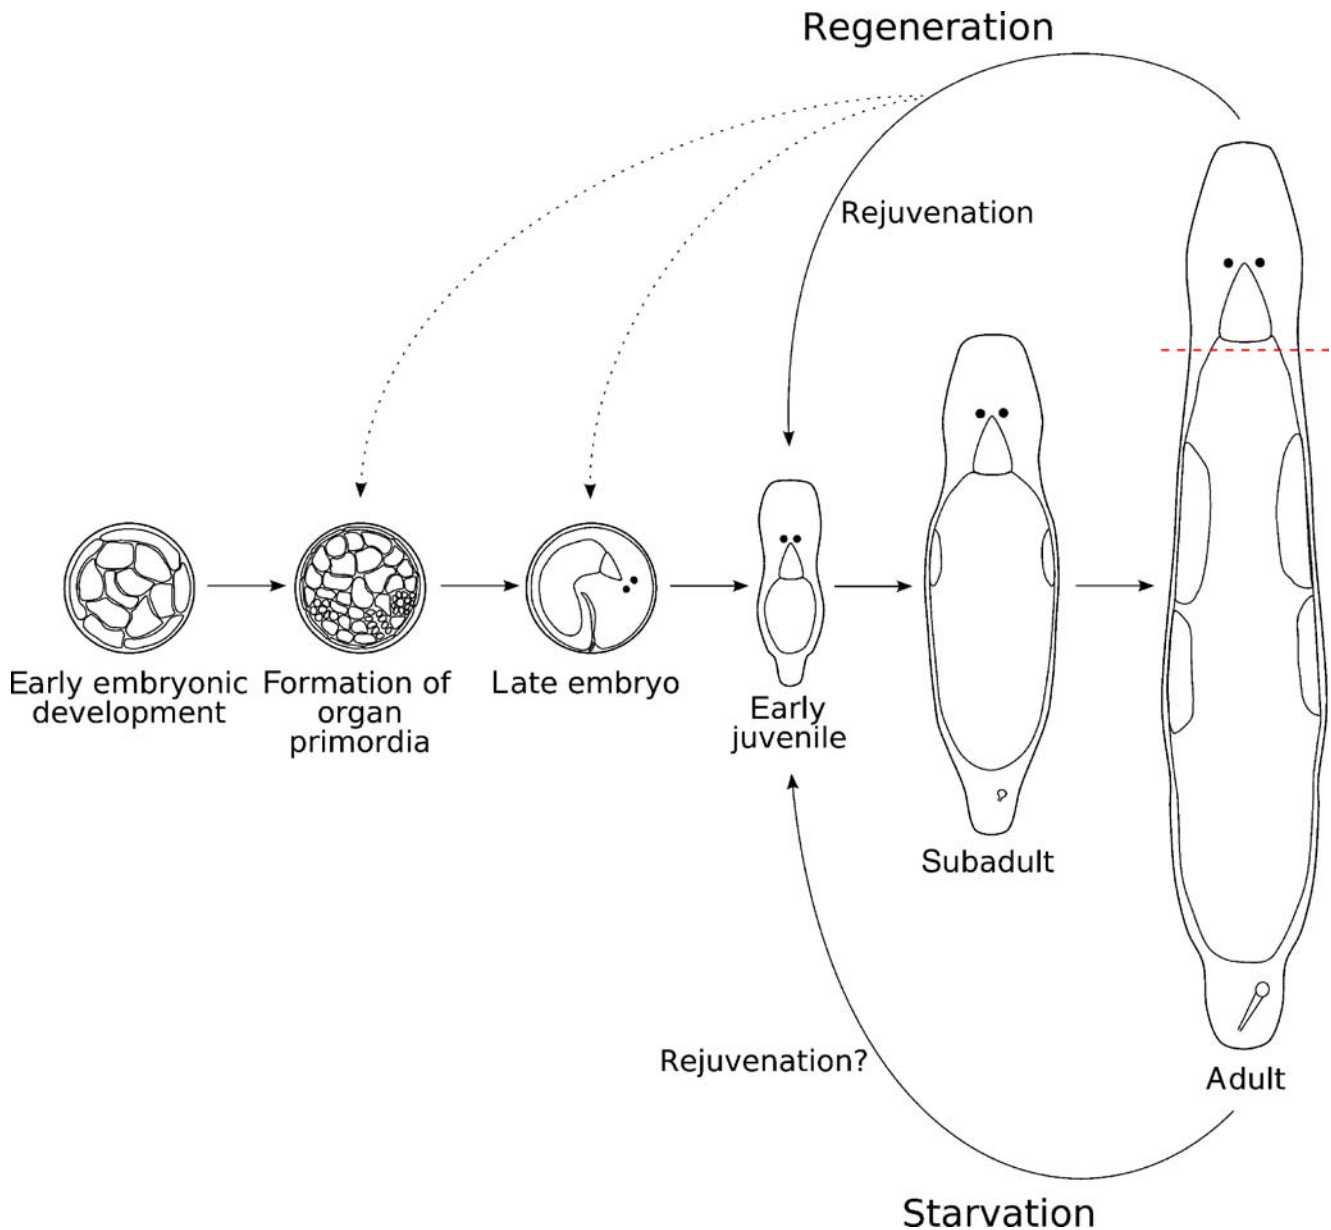 Regeneration
Rejuvenation
Early embryonic
development
Formation of
organ
primordia
Late embryo
Early
juvenile
Subadult
Adult
Rejuvenation?
Starvation